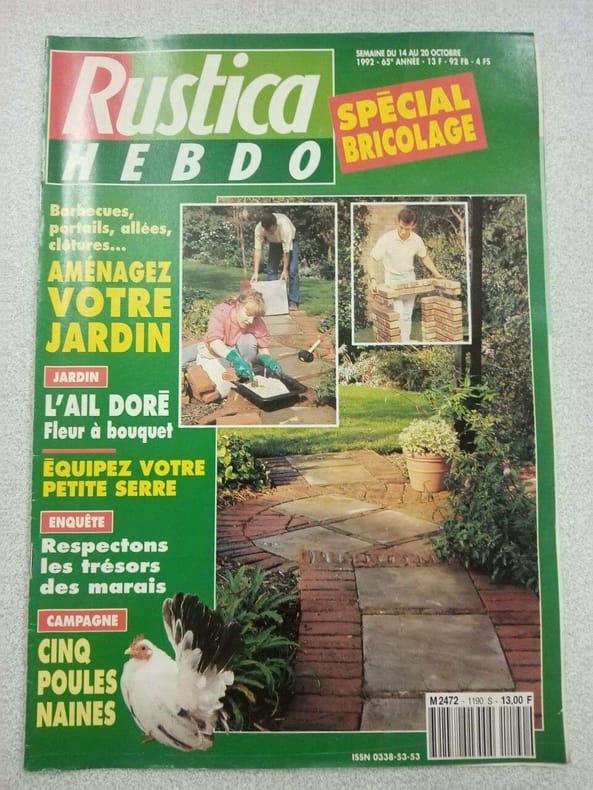 Rustica
HEBDO
SEMAINE DU 14 AU 20 OCTOBRE
1992 - 65e ANNÉE - 13 F - 92 FB - 4 FS
SPÉCIAL
BRICOLAGE
Barbecues,
portails, allées,
clôtures...
AMÉNAGEZ
VOTRE
JARDIN
JARDIN
L'AIL DORÉ
Fleur à bouquet
ÉQUIPEZ VOTRE
PETITE SERRE
ENQUÊTE
Respectons
les trésors
des marais
CAMPAGNE
CINQ
POULES
NAINES
M 2472 - 1190 S - 13,00 F
ISSN 0338-53-53